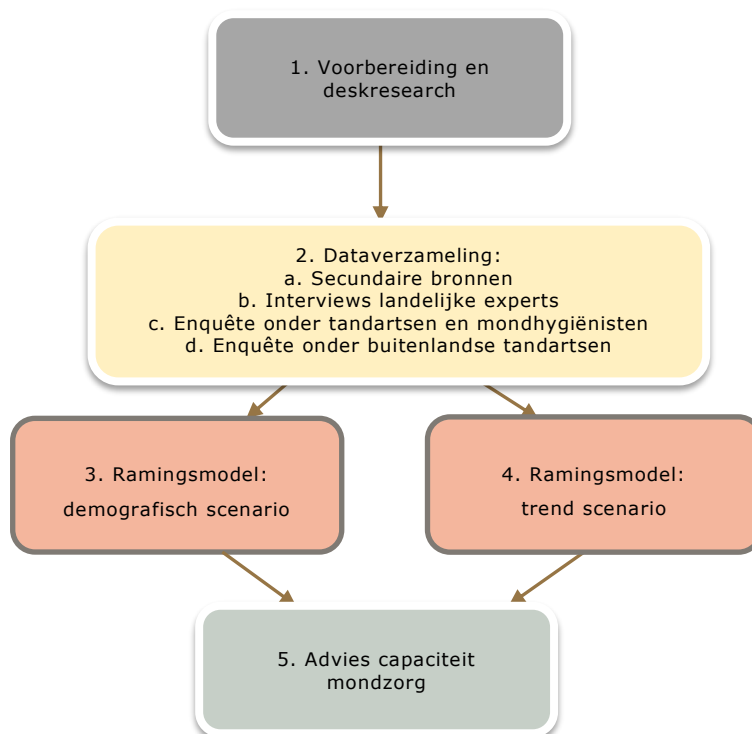 1. Voorbereiding en
deskresearch
2. Dataverzameling:
a. Secundaire bronnen
b. Interviews landelijke experts
c. Enquête onder tandartsen en mondhygiënisten
d. Enquête onder buitenlandse tandartsen
3. Ramingsmodel:
demografisch scenario
4. Ramingsmodel:
trend scenario
5. Advies capaciteit
mondzorg